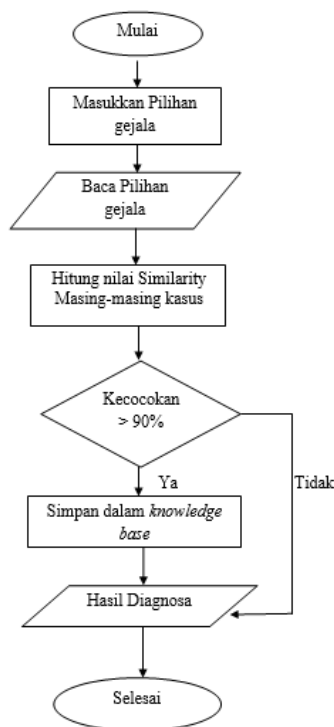 Mulai
Masukkan Pilihan
gejala
Baca Pilihan
gejala
Hitung nilai Similarity
Masing-masing kasus
Kecocokan
> 90%
Ya
Tidak
Simpan dalam knowledge
base
Hasil Diagnosa
Selesai